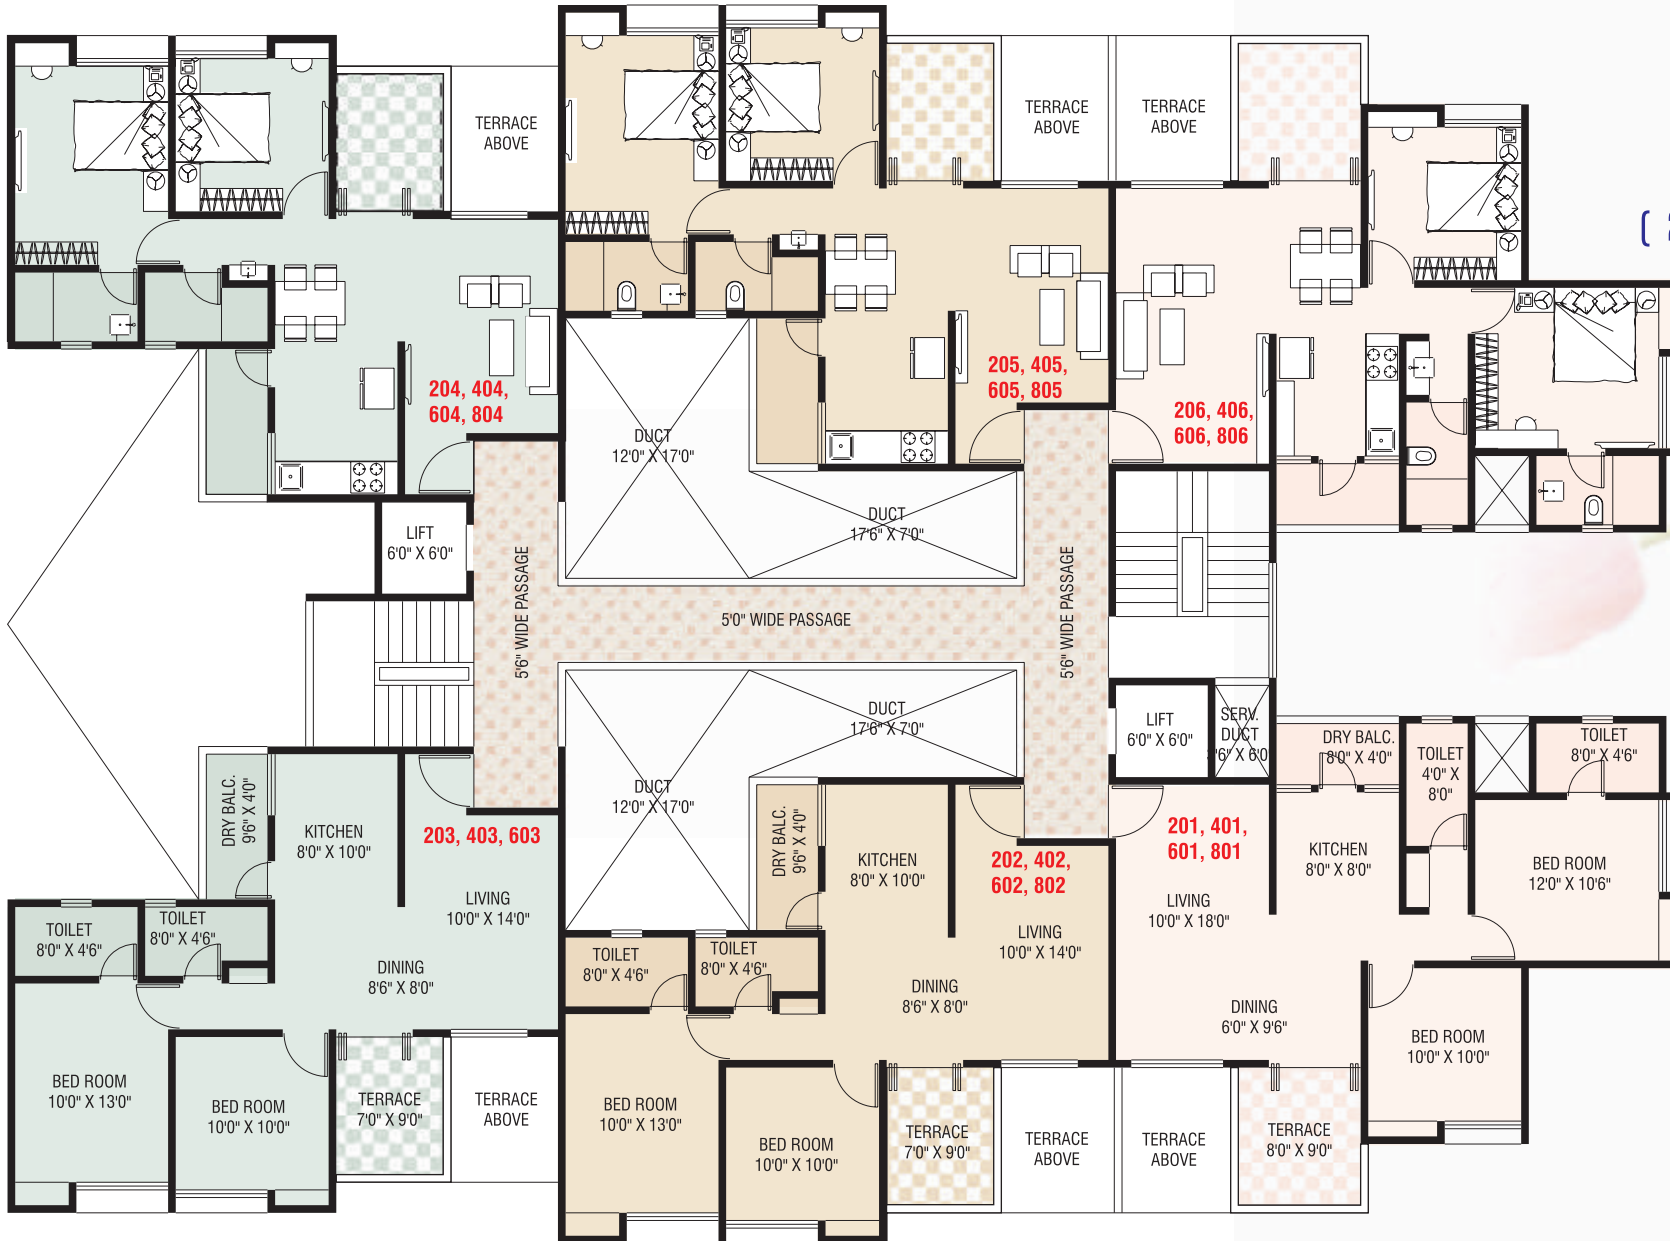 TERRACE
ABOVE
TERRACE
ABOVE
TERRACE
ABOVE
204, 404,
604, 804
205, 405,
605, 805
206, 406,
606, 806
DUCT
12'0" X 17'0"
DUCT
17'6" X 7'0"
LIFT
6'0" X 6'0"
5'6" WIDE PASSAGE
5'0" WIDE PASSAGE
5'6" WIDE PASSAGE
DUCT
17'6" X 7'0"
DUCT
12'0" X 17'0"
LIFT
6'0" X 6'0"
SERV.
DUCT
DRY BALC.
8'0" X 4'0"
TOILET
4'0" X
8'0"
TOILET
8'0" X 4'6"
DRY BALC.
9'6" X 4'0"
KITCHEN
8'0" X 10'0"
203, 403, 603
LIVING
10'0" X 14'0"
TOILET
8'0" X 4'6"
TOILET
8'0" X 4'6"
DINING
8'6" X 8'0"
BED ROOM
10'0" X 13'0"
BED ROOM
10'0" X 10'0"
TERRACE
7'0" X 9'0"
TERRACE
ABOVE
DRY BALC.
9'6" X 4'0"
KITCHEN
8'0" X 10'0"
202, 402,
602, 802
LIVING
10'0" X 14'0"
TOILET
8'0" X 4'6"
TOILET
8'0" X 4'6"
DINING
8'6" X 8'0"
BED ROOM
10'0" X 13'0"
BED ROOM
10'0" X 10'0"
TERRACE
7'0" X 9'0"
TERRACE
ABOVE
201, 401,
601, 801
LIVING
10'0" X 18'0"
KITCHEN
8'0" X 8'0"
BED ROOM
12'0" X 10'6"
DINING
6'0" X 9'6"
BED ROOM
10'0" X 10'0"
TERRACE
ABOVE
TERRACE
8'0" X 9'0"